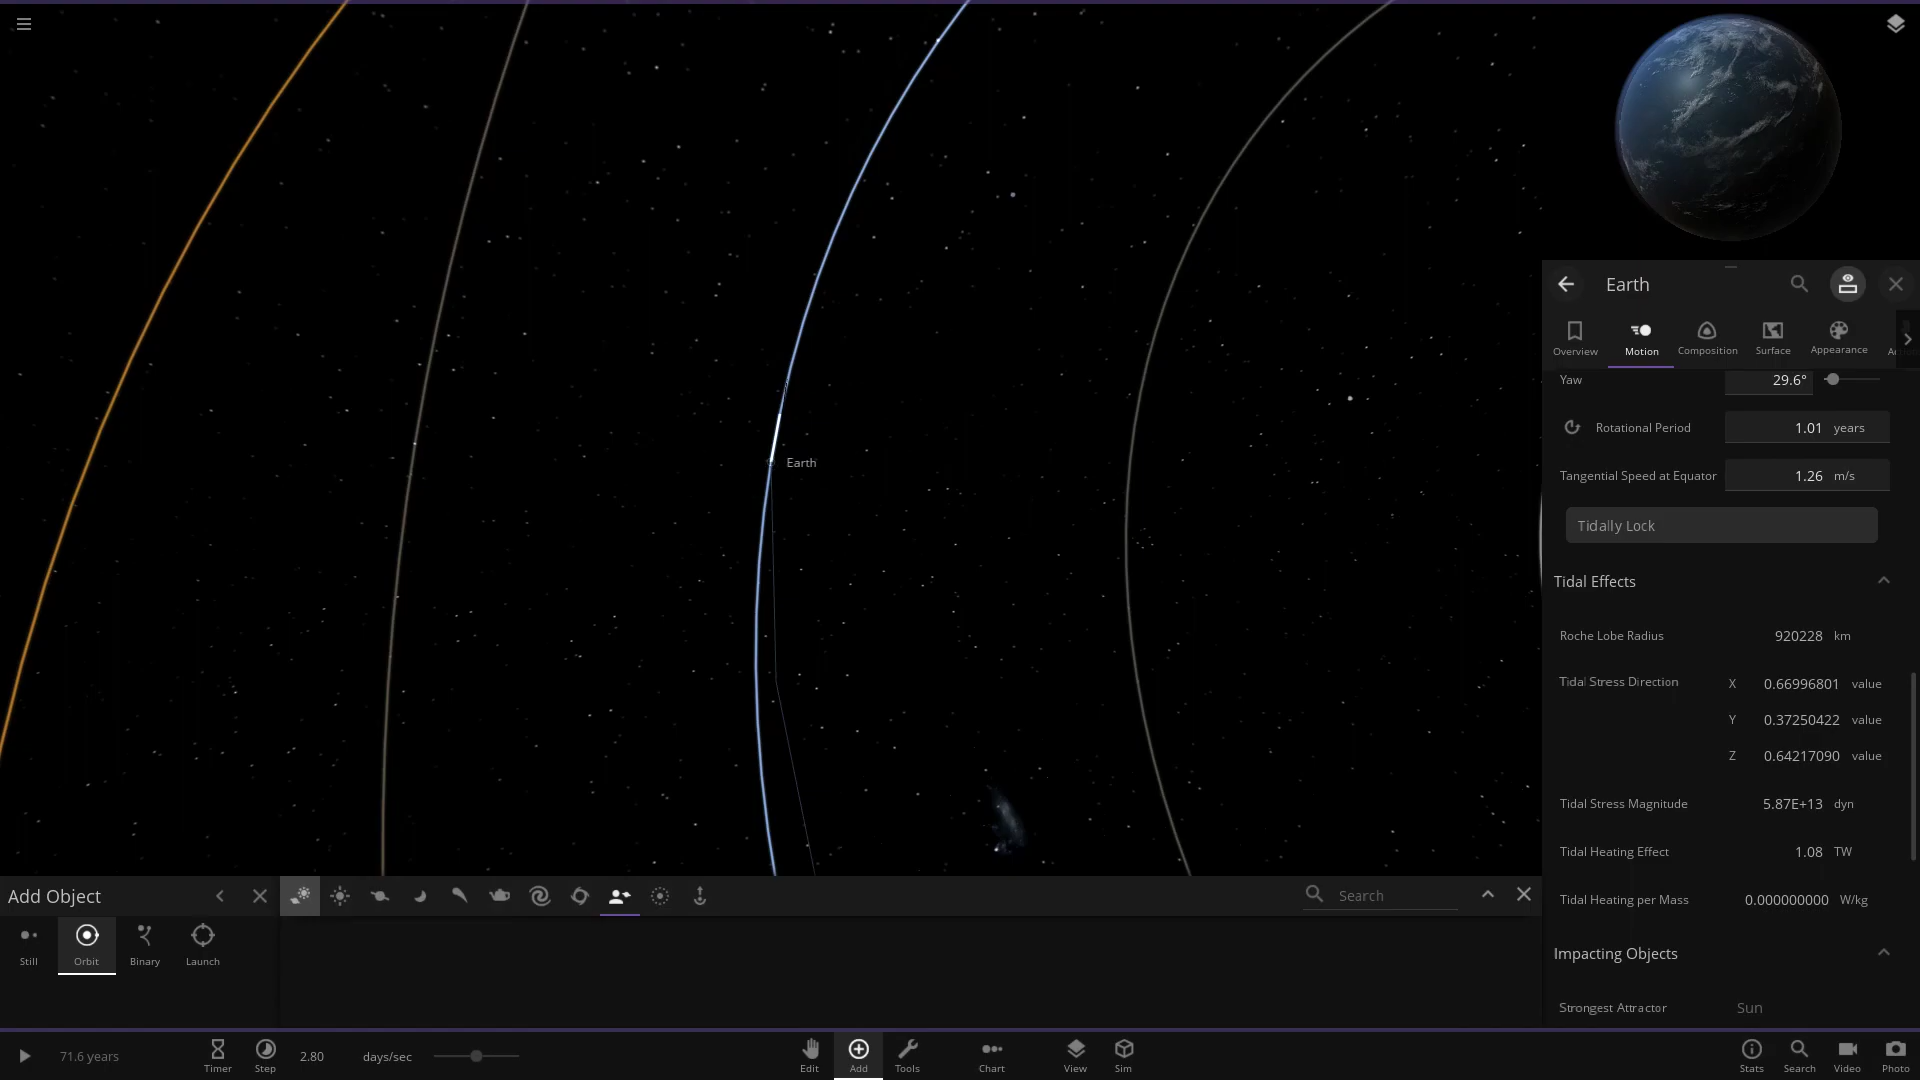 Earth
Overview
Motion
Composition
Surface
Appearance
Yaw 29.6°
Rotational Period 1.01 years
Tangential Speed at Equator 1.26 m/s
Tidally Lock
Tidal Effects
Roche Lobe Radius 920228 km
Tidal Stress Direction X 0.66996801 value
Y 0.37250422 value
Z 0.64217090 value
Tidal Stress Magnitude 5.87E+13 dyn
Tidal Heating Effect 1.08 TW
Tidal Heating per Mass 0.000000000 W/kg
Impacting Objects
Strongest Attractor Sun
Earth
Add Object
Still Orbit Binary Launch
Search
71.6 years
Timer
Step
2.80 days/sec
Edit
Add
Tools
Chart
View
Sim
Stats
Search
Video
Photo